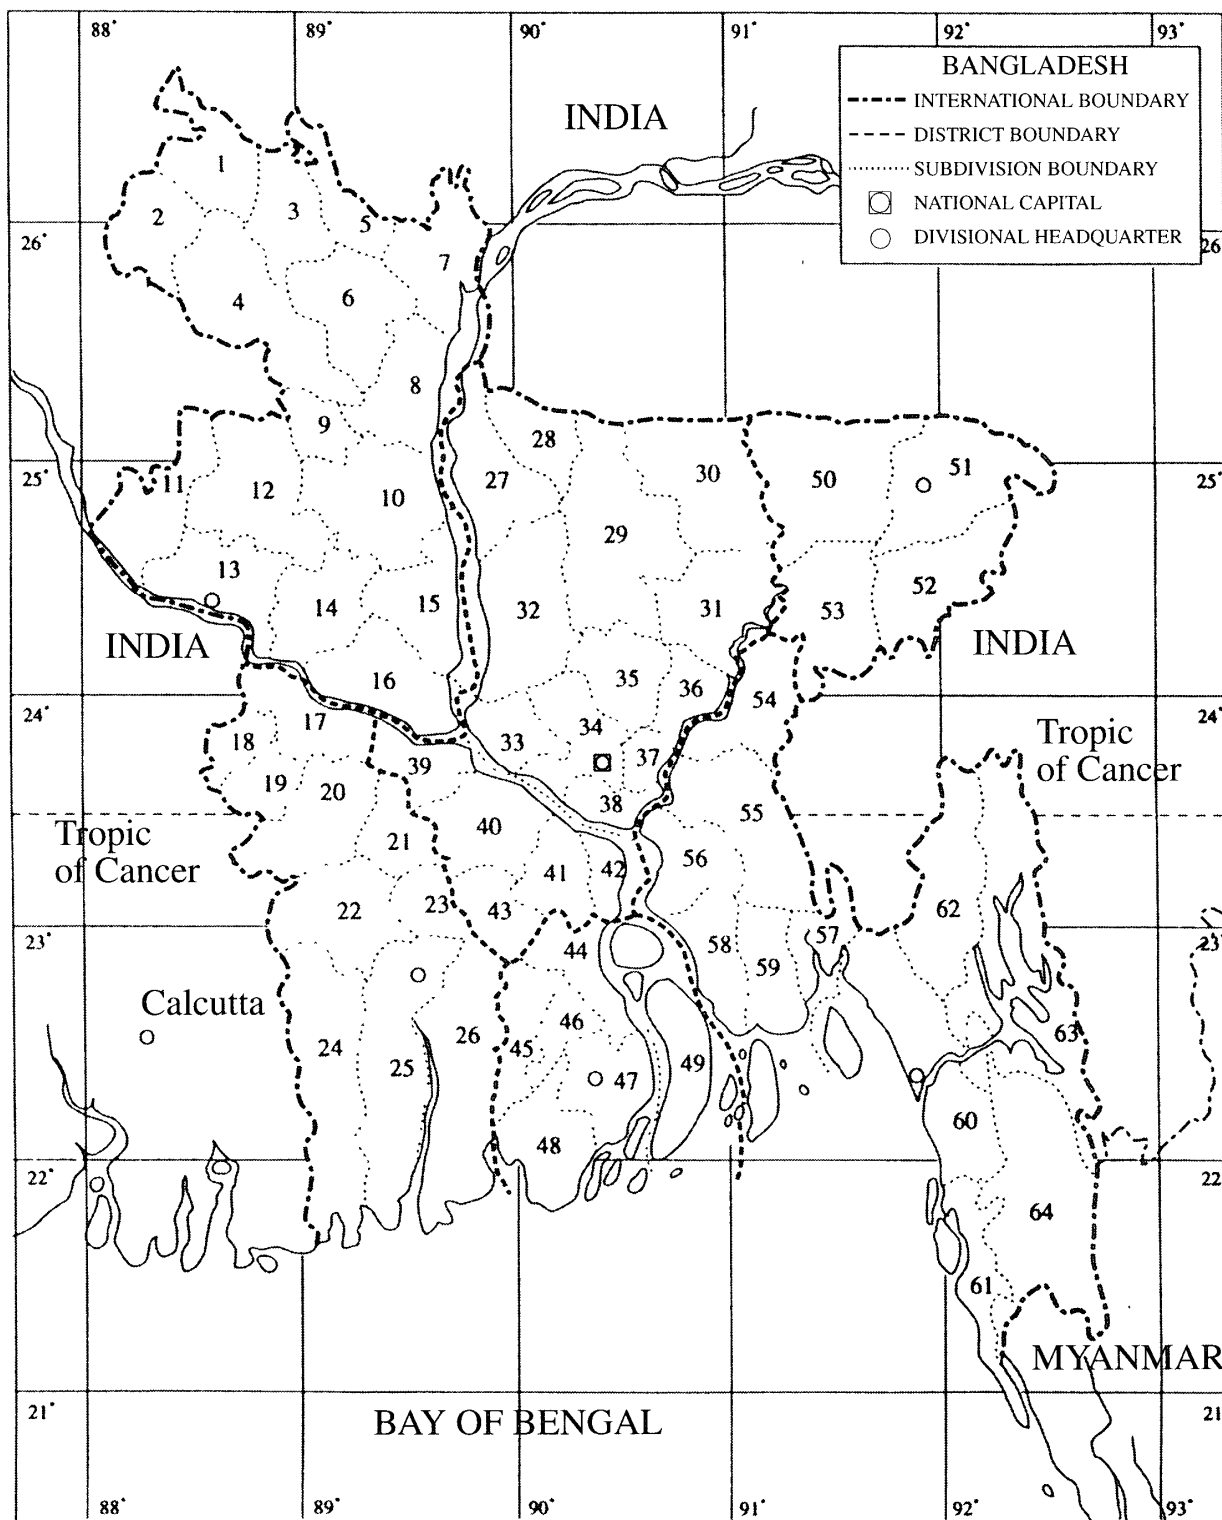 88° 89° 90° 91° 92° 93°
BANGLADESH
INTERNATIONAL BOUNDARY
DISTRICT BOUNDARY
SUBDIVISION BOUNDARY
NATIONAL CAPITAL
DIVISIONAL HEADQUARTER
INDIA
1
2 3 5
26° 7 26
4 6
8
9 28
25° 11 12 10 27 30 50 51 25°
29
13 14 15 32 31 53 52
INDIA INDIA
16 35 36
24° 17 54 24°
18 33 34 37
39
Tropic
of Cancer
19 20 38 55
Tropic
of Cancer
21 40 56
41 42
22 23 43 62
23° 44 58 57 23°
59
Calcutta
24 25 26 45 46 47 49 63
48 60
22° 22
64
61
MYANMAR
21° BAY OF BENGAL 21
88° 89° 90° 91° 92° 93°